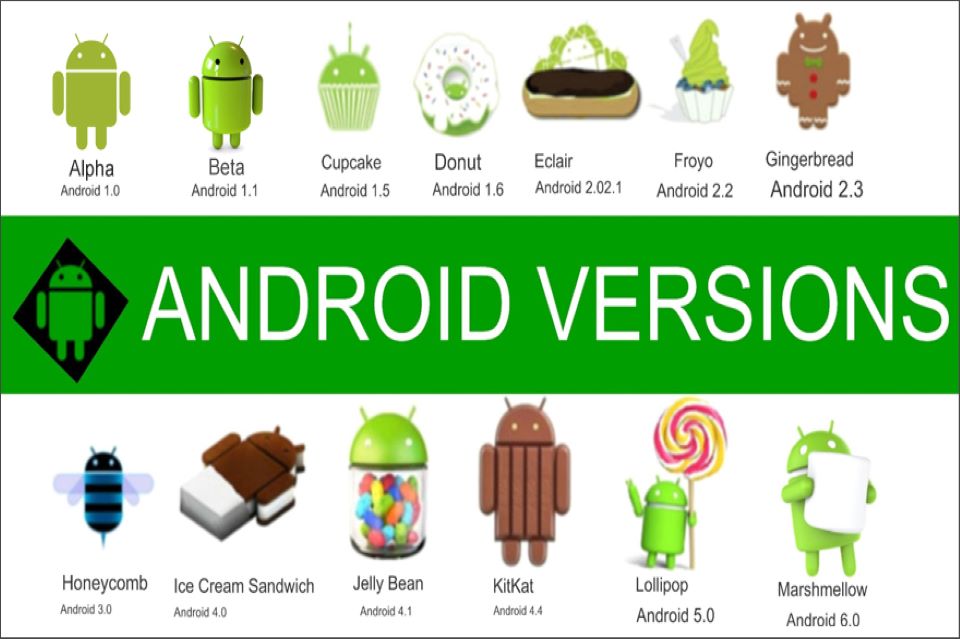 Alpha
Android 1.0
Beta
Android 1.1
Cupcake
Android 1.5
Donut
Android 1.6
Eclair
Android 2.02.1
Froyo
Android 2.2
Gingerbread
Android 2.3
ANDROID VERSIONS
Honeycomb
Android 3.0
Ice Cream Sandwich
Android 4.0
Jelly Bean
Android 4.1
KitKat
Android 4.4
Lollipop
Android 5.0
Marshmellow
Android 6.0